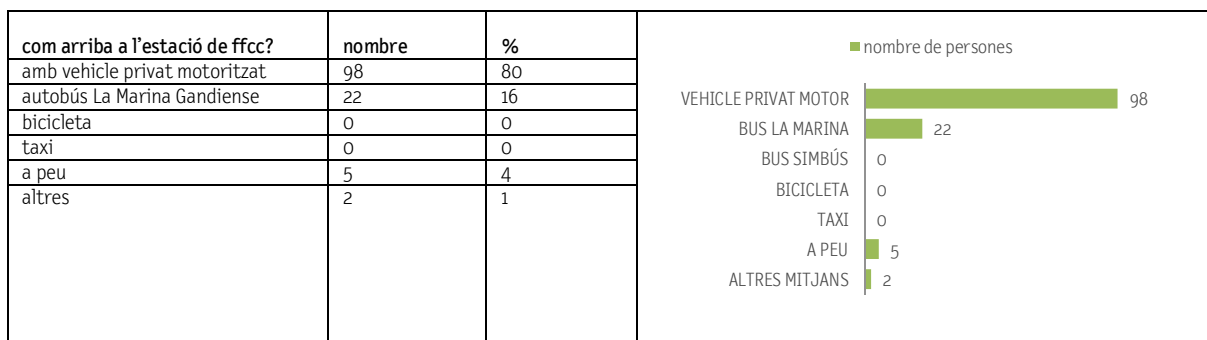 com arriba a l'estació de ffcc? nombre %
amb vehicle privat motoritzat 98 80
autobús La Marina Gandiense 22 16
bicicleta 0 0
taxi 0 0
a peu 5 4
altres 2 1
nombre de persones
VEHICLE PRIVAT MOTOR 98
BUS LA MARINA 22
BUS SIMBÚS 0
BICICLETA 0
TAXI 0
A PEU 5
ALTRES MITJANS 2